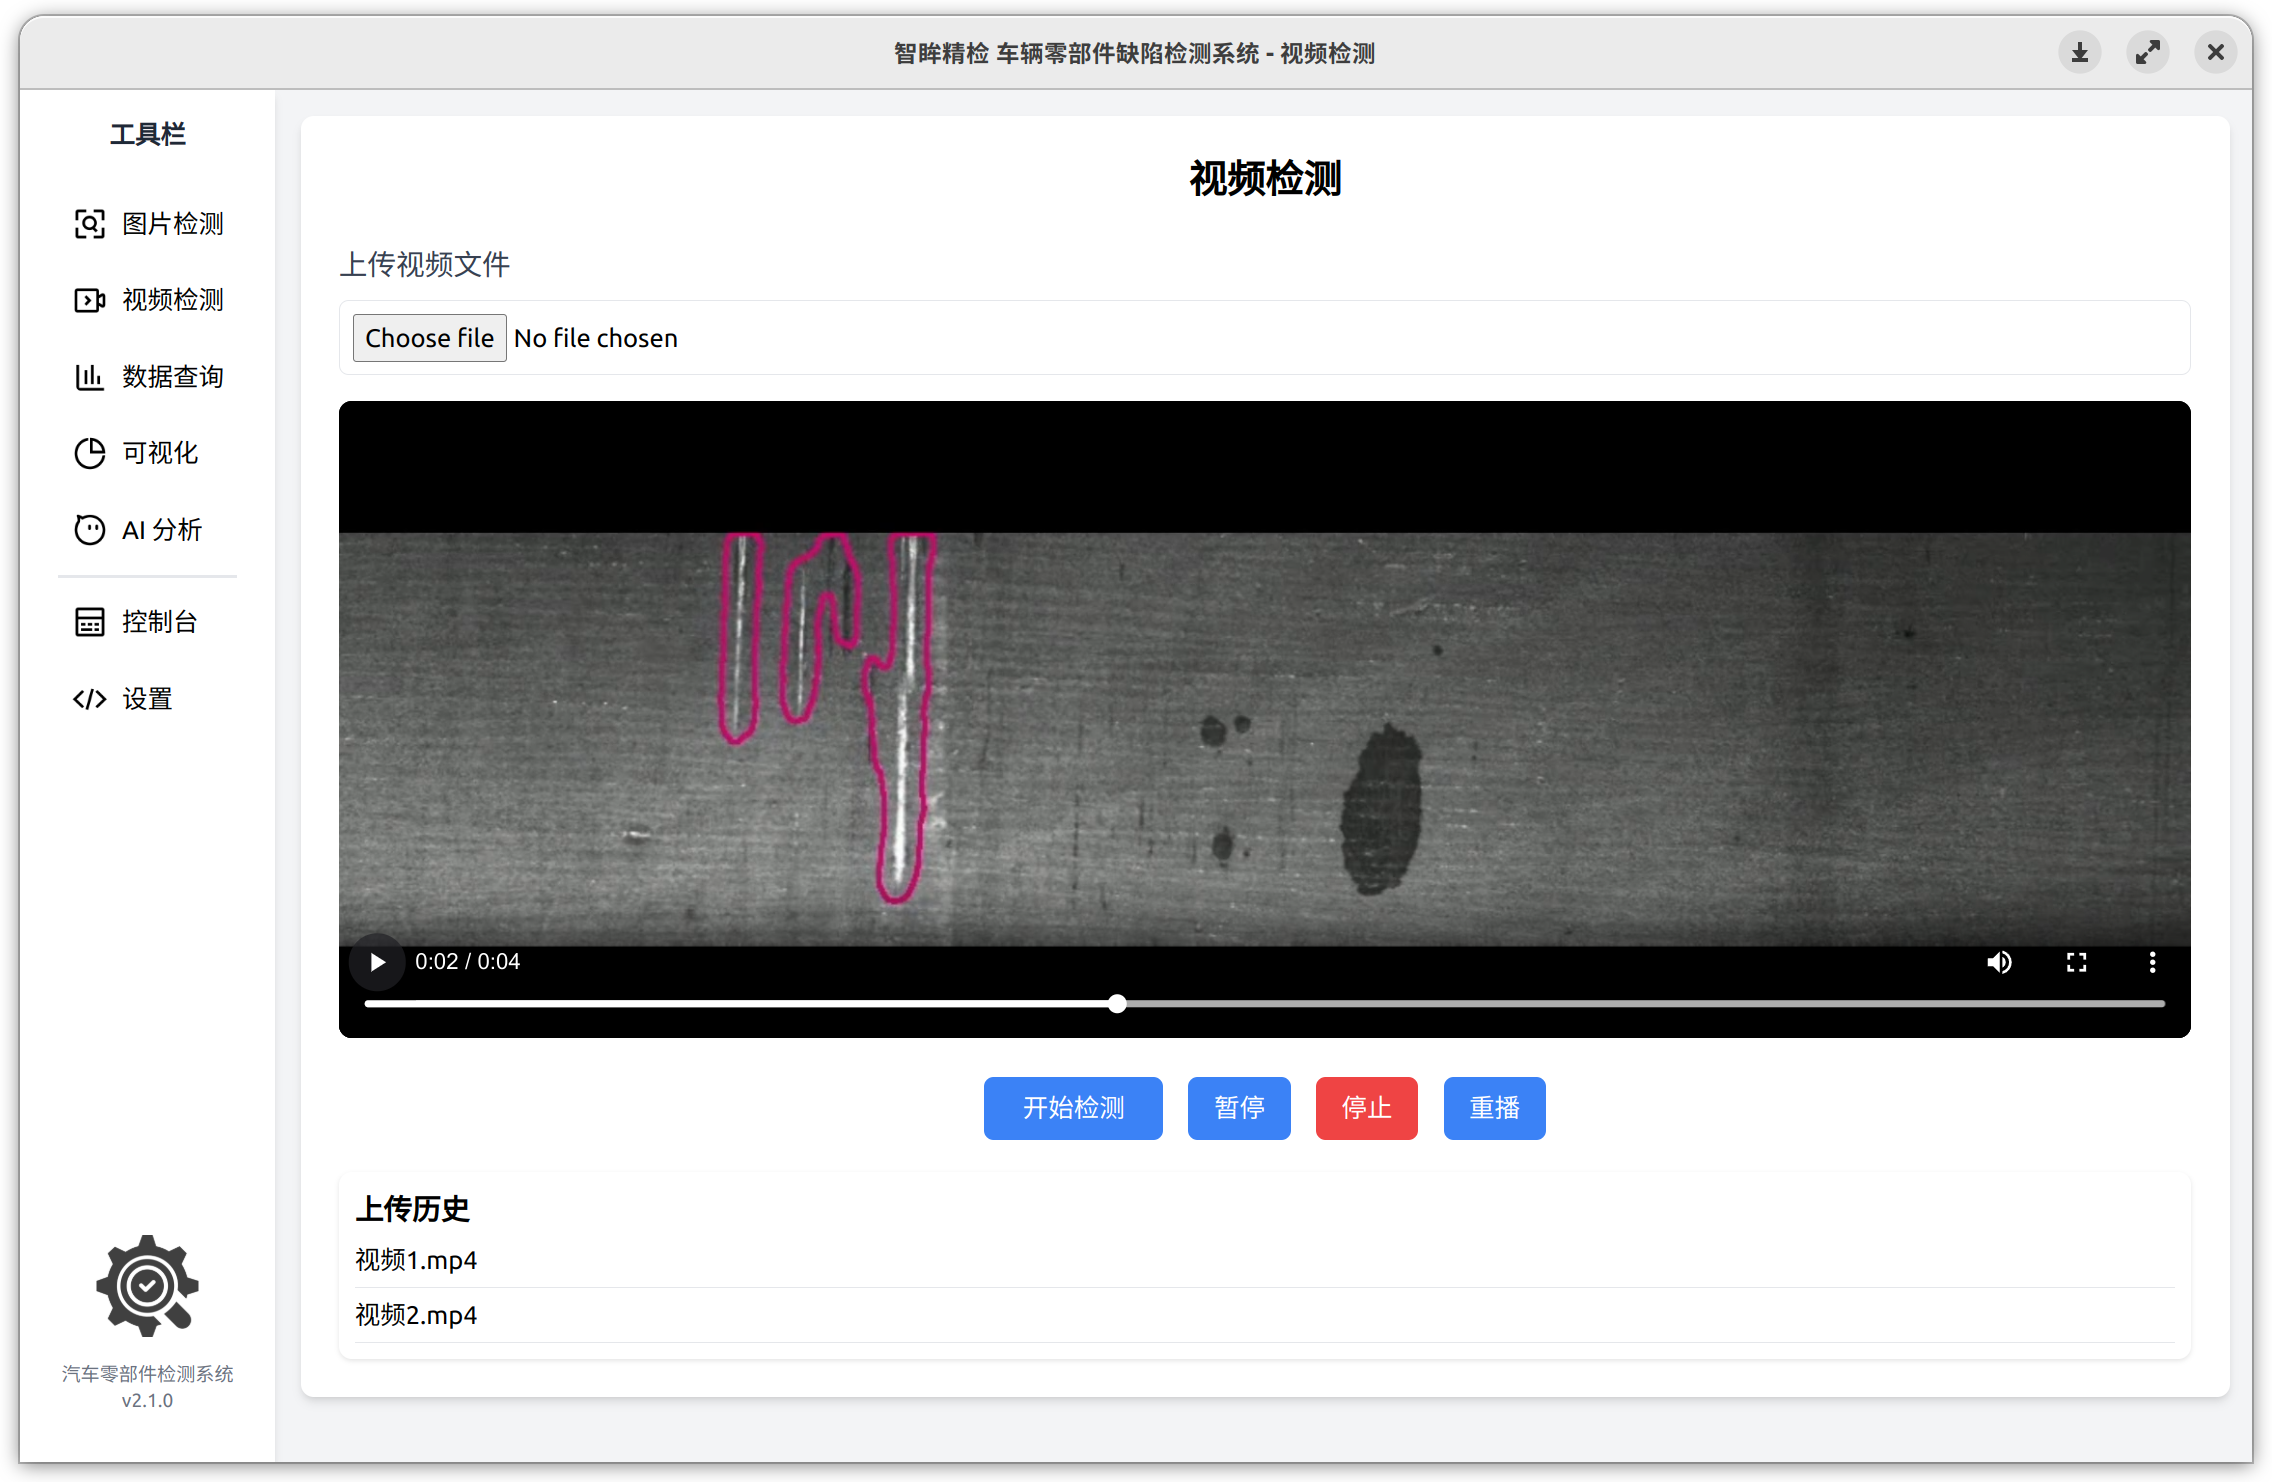 智眸精检 车辆零部件缺陷检测系统 - 视频检测
工具栏
图片检测
视频检测
数据查询
可视化
AI 分析
控制台
设置
汽车零部件检测系统
v2.1.0
视频检测
上传视频文件
Choose file No file chosen
0:02 / 0:04
开始检测 暂停 停止 重播
上传历史
视频1.mp4
视频2.mp4